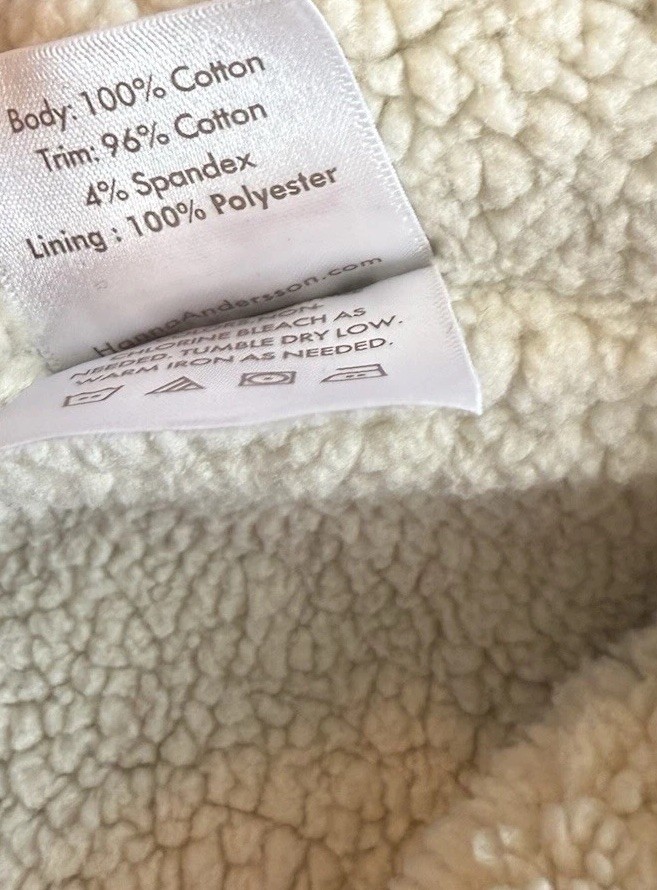 Body: 100% Cotton
Trim: 96% Cotton
4% Spandex
Lining : 100% Polyester
HannaAndersson.com
CHLORINE BLEACH AS
NEEDED. TUMBLE DRY LOW.
WARM IRON AS NEEDED.